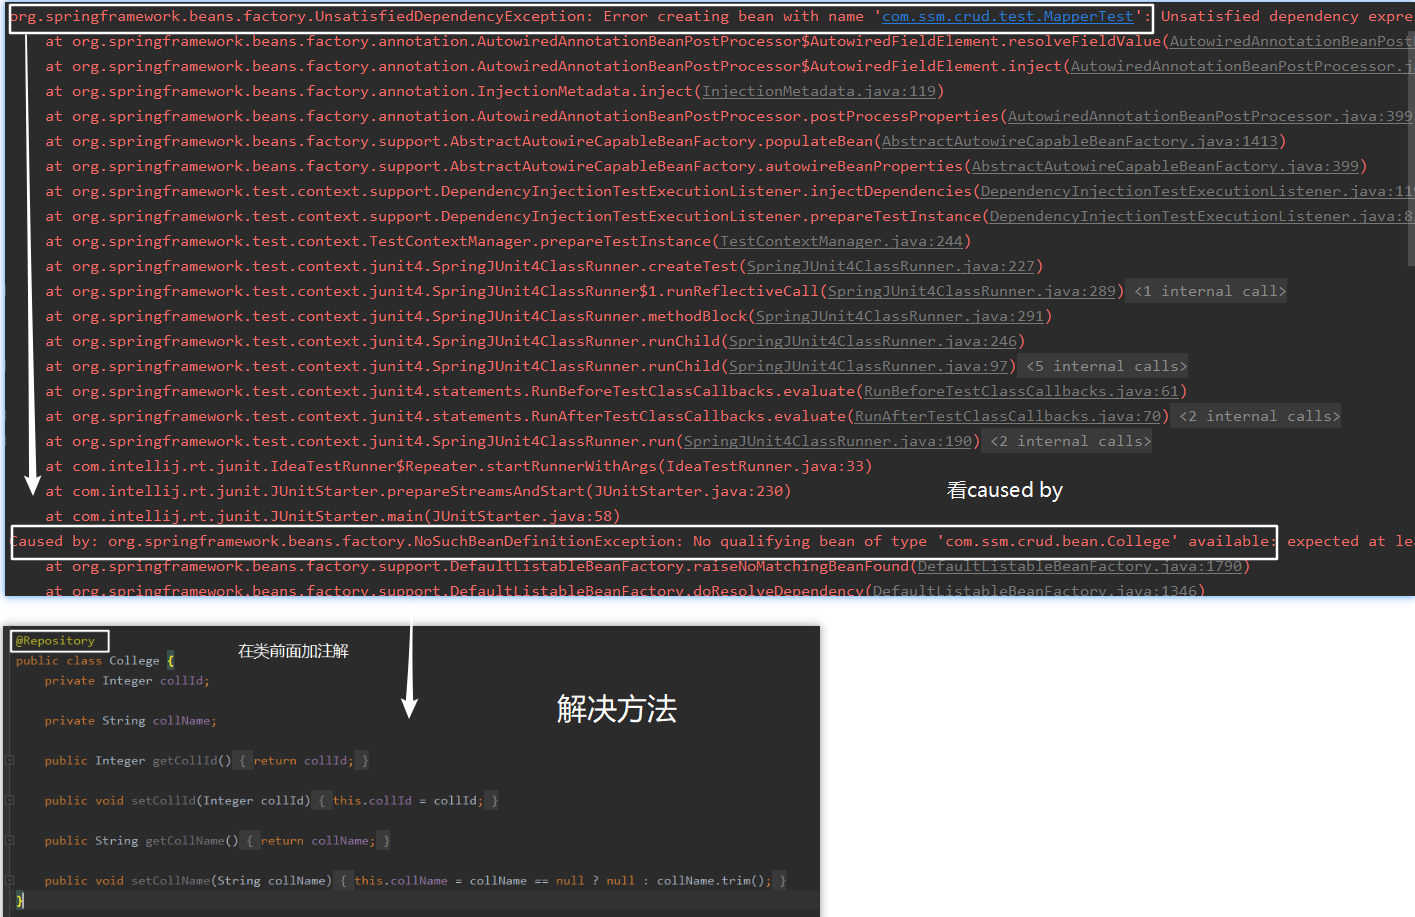 org.springframework.beans.factory.UnsatisfiedDependencyException: Error creating bean with name 'com.ssm.crud.test.MapperTest': Unsatisfied dependency expre
at org.springframework.beans.factory.annotation.AutowiredAnnotationBeanPostProcessor$AutowiredFieldElement.resolveFieldValue(AutowiredAnnotationBeanPost
at org.springframework.beans.factory.annotation.AutowiredAnnotationBeanPostProcessor$AutowiredFieldElement.inject(AutowiredAnnotationBeanPostProcessor.j
at org.springframework.beans.factory.annotation.InjectionMetadata.inject(InjectionMetadata.java:119)
at org.springframework.beans.factory.annotation.AutowiredAnnotationBeanPostProcessor.postProcessProperties(AutowiredAnnotationBeanPostProcessor.java:399
at org.springframework.beans.factory.support.AbstractAutowireCapableBeanFactory.populateBean(AbstractAutowireCapableBeanFactory.java:1413)
at org.springframework.beans.factory.support.AbstractAutowireCapableBeanFactory.autowireBeanProperties(AbstractAutowireCapableBeanFactory.java:399)
at org.springframework.test.context.support.DependencyInjectionTestExecutionListener.injectDependencies(DependencyInjectionTestExecutionListener.java:119
at org.springframework.test.context.support.DependencyInjectionTestExecutionListener.prepareTestInstance(DependencyInjectionTestExecutionListener.java:8
at org.springframework.test.context.TestContextManager.prepareTestInstance(TestContextManager.java:244)
at org.springframework.test.context.junit4.SpringJUnit4ClassRunner.createTest(SpringJUnit4ClassRunner.java:227)
at org.springframework.test.context.junit4.SpringJUnit4ClassRunner$1.runReflectiveCall(SpringJUnit4ClassRunner.java:289) <1 internal call>
at org.springframework.test.context.junit4.SpringJUnit4ClassRunner.methodBlock(SpringJUnit4ClassRunner.java:291)
at org.springframework.test.context.junit4.SpringJUnit4ClassRunner.runChild(SpringJUnit4ClassRunner.java:246)
at org.springframework.test.context.junit4.SpringJUnit4ClassRunner.runChild(SpringJUnit4ClassRunner.java:97) <5 internal calls>
at org.springframework.test.context.junit4.statements.RunBeforeTestClassCallbacks.evaluate(RunBeforeTestClassCallbacks.java:61)
at org.springframework.test.context.junit4.statements.RunAfterTestClassCallbacks.evaluate(RunAfterTestClassCallbacks.java:70) <2 internal calls>
at org.springframework.test.context.junit4.SpringJUnit4ClassRunner.run(SpringJUnit4ClassRunner.java:190) <2 internal calls>
at com.intellij.rt.junit.IdeaTestRunner$Repeater.startRunnerWithArgs(IdeaTestRunner.java:33)
at com.intellij.rt.junit.JUnitStarter.prepareStreamsAndStart(JUnitStarter.java:230)
看caused by
at com.intellij.rt.junit.JUnitStarter.main(JUnitStarter.java:58)
Caused by: org.springframework.beans.factory.NoSuchBeanDefinitionException: No qualifying bean of type 'com.ssm.crud.bean.College' available: expected at lea
at org.springframework.beans.factory.support.DefaultListableBeanFactory.raiseNoMatchingBeanFound(DefaultListableBeanFactory.java:1790)
at org.springframework.beans.factory.support.DefaultListableBeanFactory.doResolveDependency(DefaultListableBeanFactory.java:1346)
@Repository
在类前面加注解
public class College {
private Integer collId;
解决方法
private String collName;
public Integer getCollId() { return collId; }
public void setCollId(Integer collId) { this.collId = collId; }
public String getCollName() { return collName; }
public void setCollName(String collName) { this.collName = collName == null ? null : collName.trim(); }
}